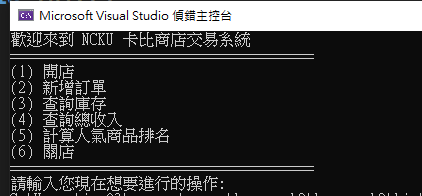 Microsoft Visual Studio 偵錯主控台
歡迎來到 NCKU 卡比商店交易系統
(1) 開店
(2) 新增訂單
(3) 查詢庫存
(4) 查詢總收入
(5) 計算人氣商品排名
(6) 關店
請輸入您現在想要進行的操作: